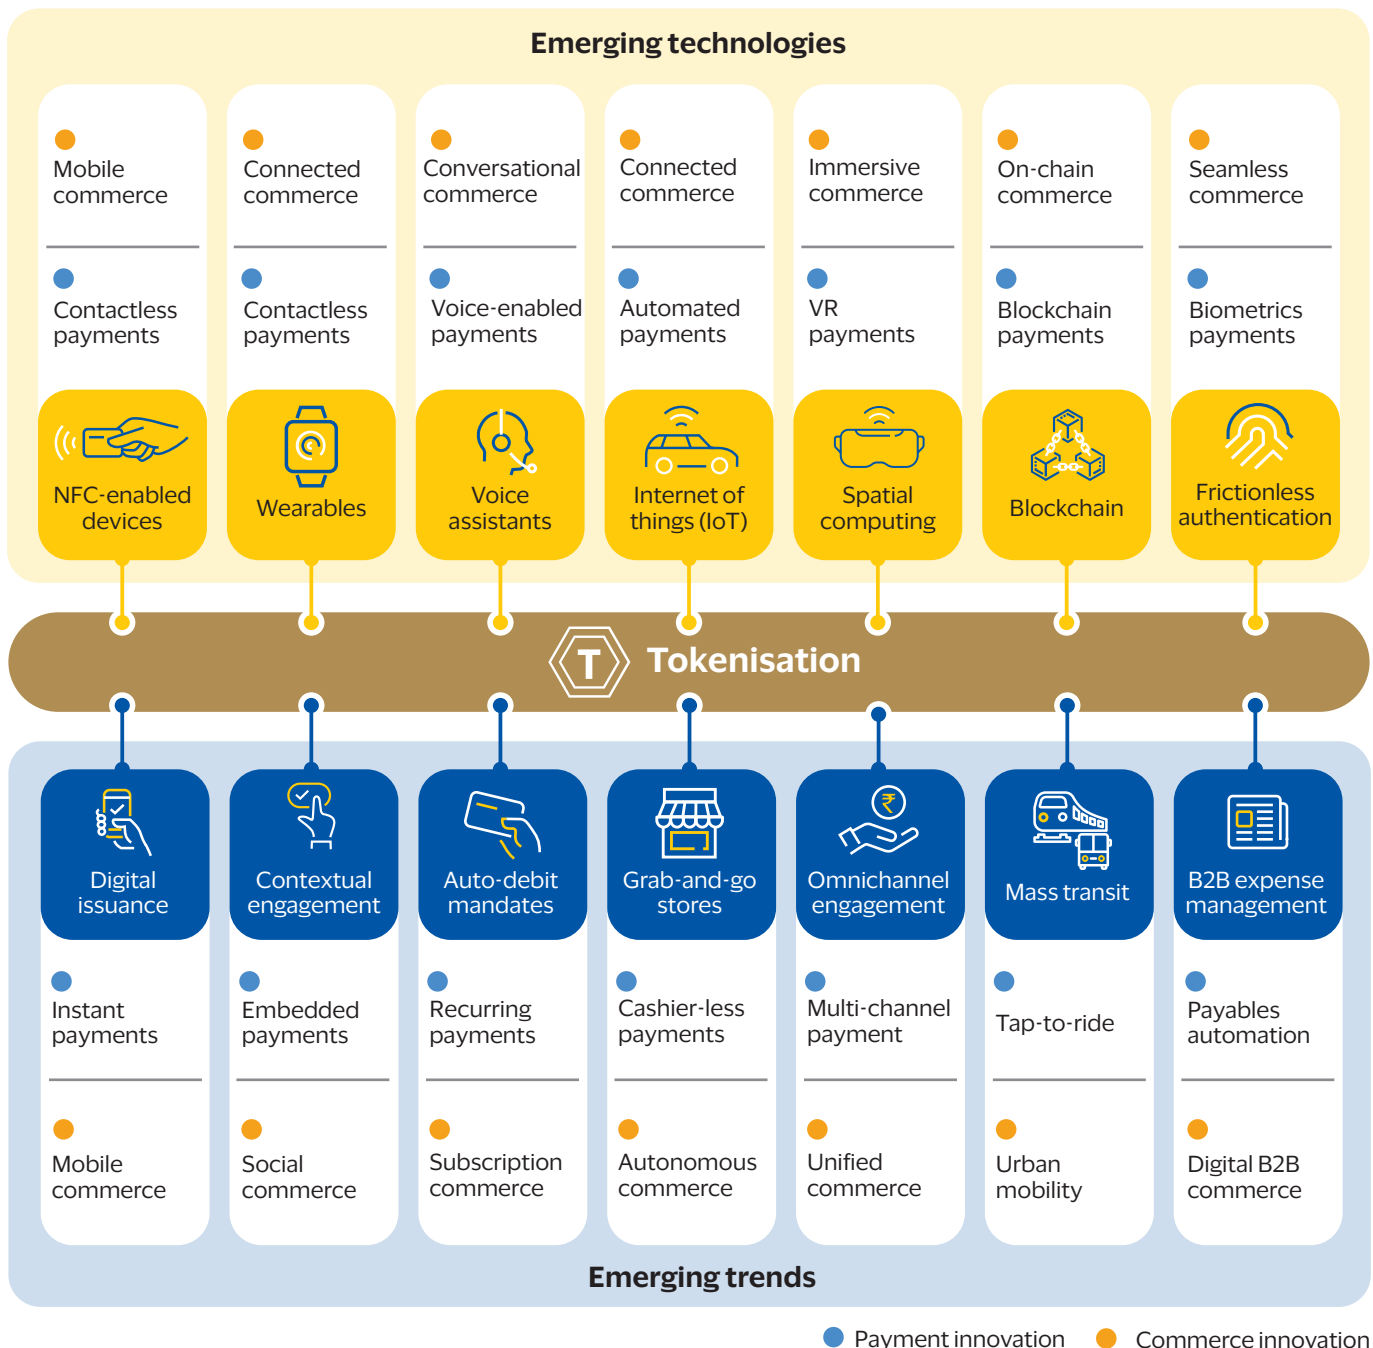 Emerging technologies
Mobile
commerce
Connected
commerce
Conversational
commerce
Connected
commerce
Immersive
commerce
On-chain
commerce
Seamless
commerce
Contactless
payments
Contactless
payments
Voice-enabled
payments
Automated
payments
VR
payments
Blockchain
payments
Biometrics
payments
NFC-enabled
devices
Wearables
Voice
assistants
Internet of
things (IoT)
Spatial
computing
Blockchain
Frictionless
authentication
T
Tokenisation
₹
Digital
issuance
Contextual
engagement
Auto-debit
mandates
Grab-and-go
stores
Omnichannel
engagement
Mass transit
B2B expense
management
Instant
payments
Embedded
payments
Recurring
payments
Cashier-less
payments
Multi-channel
payment
Tap-to-ride
Payables
automation
Mobile
commerce
Social
commerce
Subscription
commerce
Autonomous
commerce
Unified
commerce
Urban
mobility
Digital B2B
commerce
Emerging trends
Payment innovation
Commerce innovation